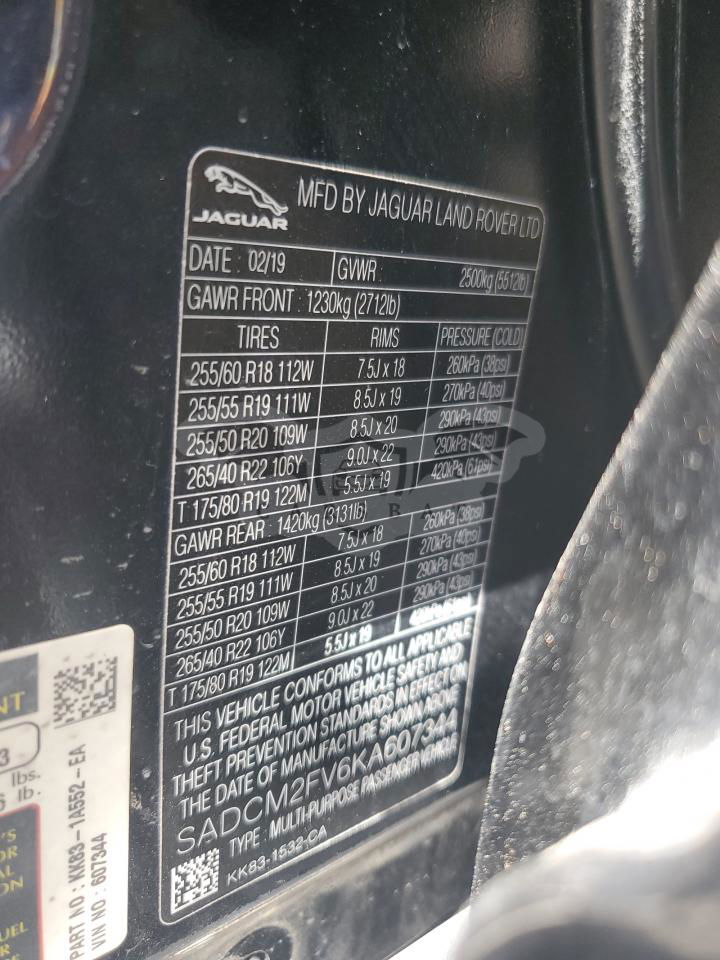 JAGUAR
MFD BY JAGUAR LAND ROVER LTD
DATE : 02/19 GVWR : 2500kg (5512lb)
GAWR FRONT : 1230kg (2712lb)
TIRES RIMS PRESSURE (COLD)
255/60 R18 112W 7.5J x 18 260kPa (38psi)
255/55 R19 111W 8.5J x 19 270kPa (40psi)
255/50 R20 109W 8.5J x 20 290kPa (43psi)
265/40 R22 106Y 9.0J x 22 290kPa (43psi)
T 175/80 R19 122M 5.5J x 19 420kPa (61psi)
GAWR REAR : 1420kg (3131lb)
255/60 R18 112W 7.5J x 18 260kPa (38psi)
255/55 R19 111W 8.5J x 19 270kPa (40psi)
255/50 R20 109W 8.5J x 20 290kPa (43psi)
265/40 R22 106Y 9.0J x 22 290kPa (43psi)
T 175/80 R19 122M 5.5J x 19 420kPa (61psi)
THIS VEHICLE CONFORMS TO ALL APPLICABLE
U.S. FEDERAL MOTOR VEHICLE SAFETY AND
THEFT PREVENTION STANDARDS IN EFFECT ON
THE DATE OF MANUFACTURE SHOWN ABOVE
SADCM2FV6KA607344
TYPE : MULTI-PURPOSE PASSENGER VEHICLE
KK83-1532-CA
NT
3
lbs.
lb.
PART NO : KK83-1A552-EA
VIN NO : 607344